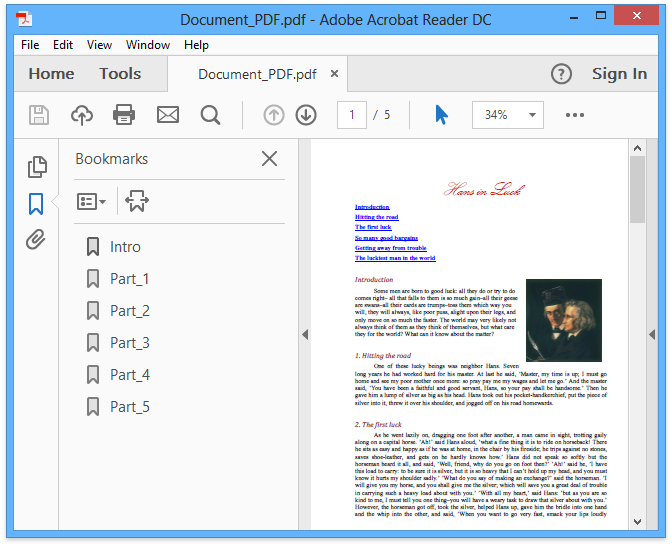 Document_PDF.pdf - Adobe Acrobat Reader DC
File Edit View Window Help
Home Tools Document_PDF.pdf × ? Sign In
1 / 5 34%
Bookmarks
Intro
Part_1
Part_2
Part_3
Part_4
Part_5
Hans in Luck
Introduction
Hitting the road
The first luck
So many good bargains
Getting away from trouble
The luckiest man in the world
Introduction
Some men are born to good luck: all they do or try to do
comes right– all that falls to them is so much gain–all their geese
are swans–all their cards are trumps–toss them which way you
will, they will always, like poor puss, alight upon their legs, and
only move on so much the faster. The world may very likely not
always think of them as they think of themselves, but what care
they for the world? What can it know about the matter?
1. Hitting the road
One of these lucky beings was neighbor Hans. Seven
long years he had worked hard for his master. At last he said, 'Master, my time is up; I must go
home and see my poor mother once more: so pray pay me my wages and let me go.' And the master
said, 'You have been a faithful and good servant, Hans, so your pay shall be handsome.' Then he
gave him a lump of silver as big as his head. Hans took out his pocket-handkerchief, put the piece of
silver into it, threw it over his shoulder, and jogged off on his road homewards.
2. The first luck
As he went lazily on, dragging one foot after another, a man came in sight, trotting gaily
along on a capital horse. 'Ah!' said Hans aloud, 'what a fine thing it is to ride on horseback! There
he sits as easy and happy as if he was at home, in the chair by his fireside; he trips against no stones,
saves shoe-leather, and gets on he hardly knows how.' Hans did not speak so softly but the
horseman heard it all, and said, 'Well, friend, why do you go on foot then?' 'Ah!' said he, 'I have
this load to carry: to be sure it is silver, but it is so heavy that I can't hold up my head, and you must
know it hurts my shoulder sadly.' 'What do you say of making an exchange?' said the horseman. 'I
will give you my horse, and you shall give me the silver; which will save you a great deal of trouble
in carrying such a heavy load about with you.' 'With all my heart,' said Hans: 'but as you are so
kind to me, I must tell you one thing–you will have a weary task to draw that silver about with you.'
However, the horseman got off, took the silver, helped Hans up, gave him the bridle into one hand
and the whip into the other, and said, 'When you want to go very fast, smack your lips loudly